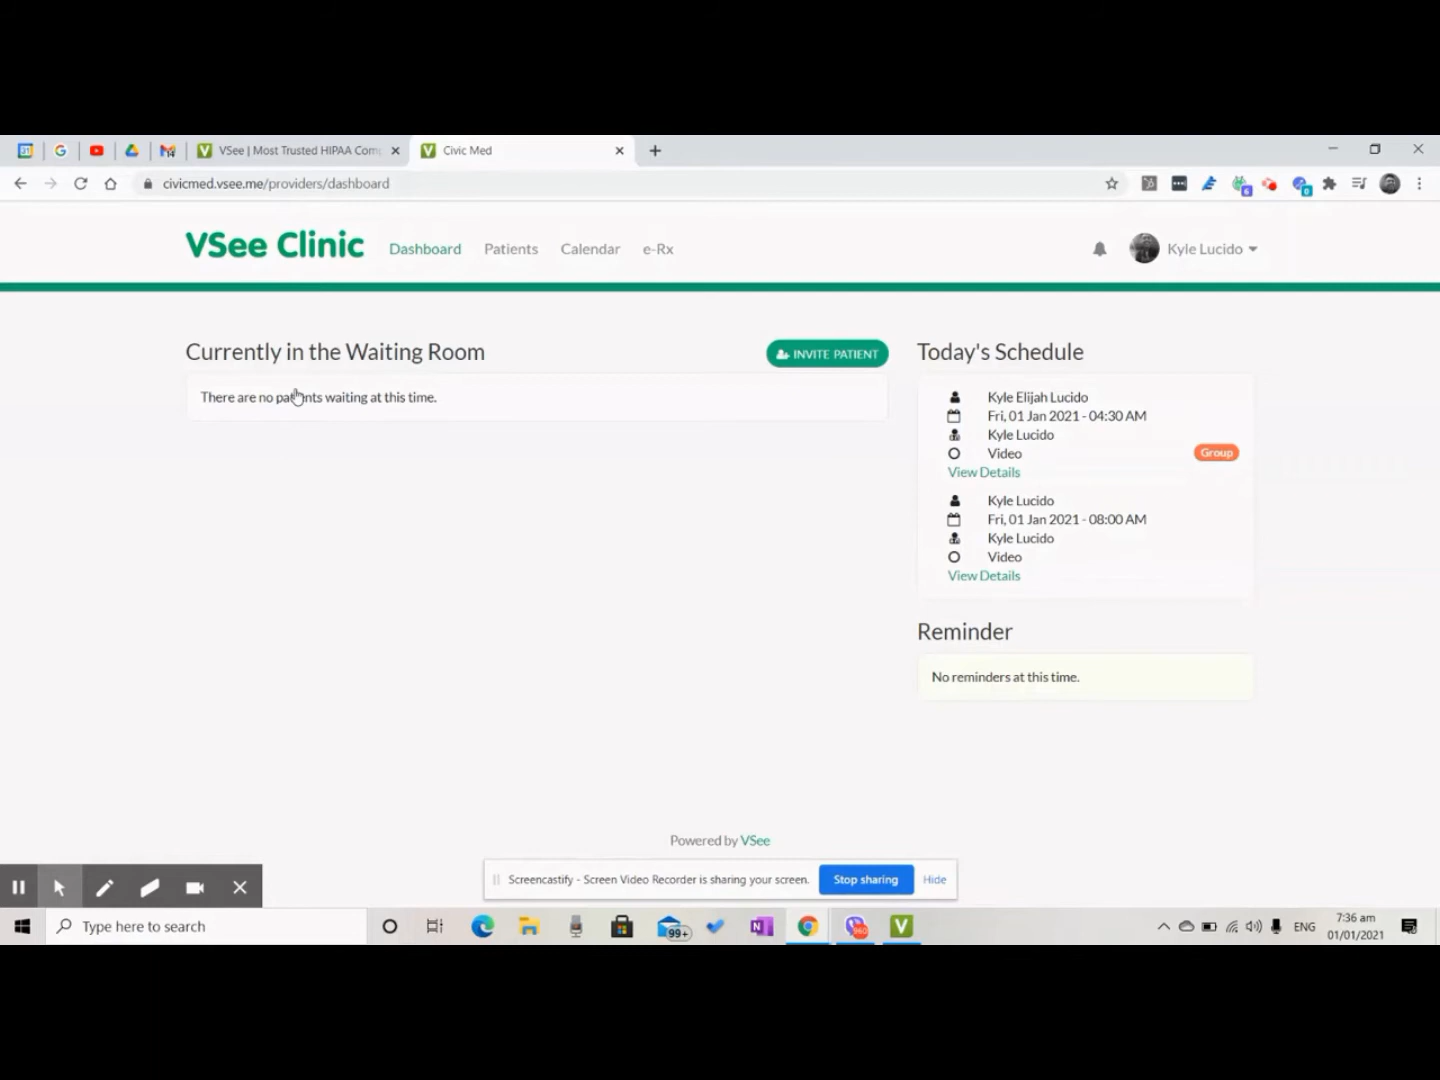 VSee | Most Trusted HIPAA Com
Civic Med
civicmed.vsee.me/providers/dashboard
VSee Clinic
Dashboard
Patients
Calendar
e-Rx
Kyle Lucido
Currently in the Waiting Room
INVITE PATIENT
There are no patients waiting at this time.
Today's Schedule
Kyle Elijah Lucido
Fri, 01 Jan 2021 - 04:30 AM
Kyle Lucido
Video
Group
View Details
Kyle Lucido
Fri, 01 Jan 2021 - 08:00 AM
Kyle Lucido
Video
View Details
Reminder
No reminders at this time.
Powered by VSee
Screencastify - Screen Video Recorder is sharing your screen.
Stop sharing
Hide
Type here to search
99+
ENG
7:36 am
01/01/2021